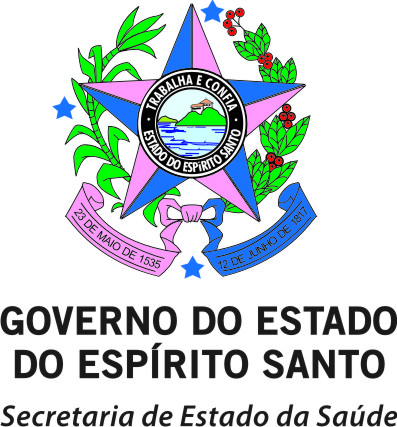 TRABALHA E CONFIA
ESTADO DO ESPÍRITO SANTO
23 DE MAIO DE 1535
12 DE JUNHO DE 1817
GOVERNO DO ESTADO
DO ESPÍRITO SANTO
Secretaria de Estado da Saúde